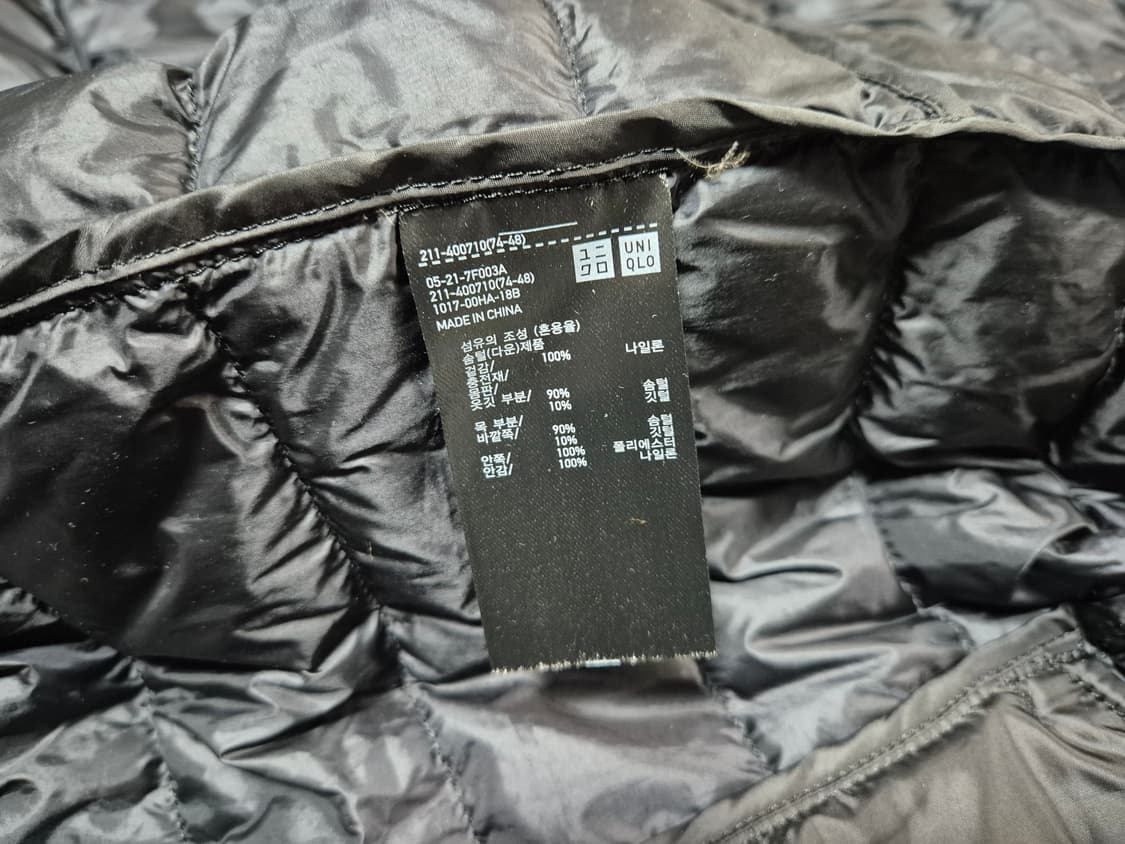 211-400710(74-48)
ユニ
クロ
UNI
QLO
05-21-7F003A
211-400710(74-48)
1017-00HA-18B
MADE IN CHINA
섬유의 조성 (혼용율)
솜털(다운)제품
겉감/ 100% 나일론
충전재/
몸판/ 90% 솜털
옷깃 부분/ 10% 깃털
목 부분/ 90% 솜털
바깥쪽/ 10% 깃털
안쪽/ 100% 폴리에스터
안감/ 100% 나일론